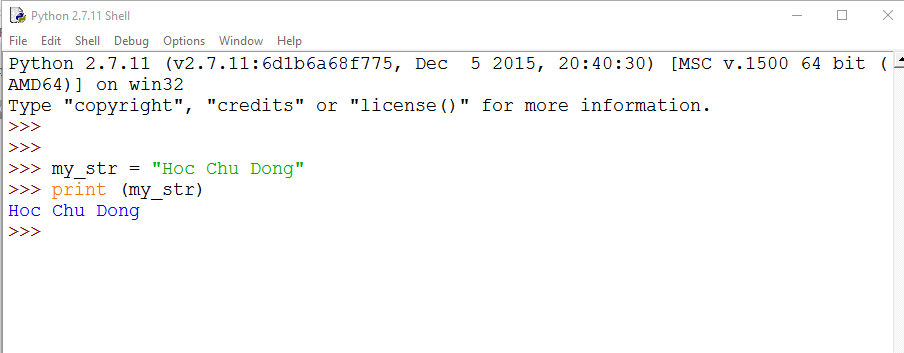 Python 2.7.11 Shell
File Edit Shell Debug Options Window Help
Python 2.7.11 (v2.7.11:6d1b6a68f775, Dec  5 2015, 20:40:30) [MSC v.1500 64 bit (
AMD64)] on win32
Type "copyright", "credits" or "license()" for more information.
>>>
>>>
>>> my_str = "Hoc Chu Dong"
>>> print (my_str)
Hoc Chu Dong
>>>